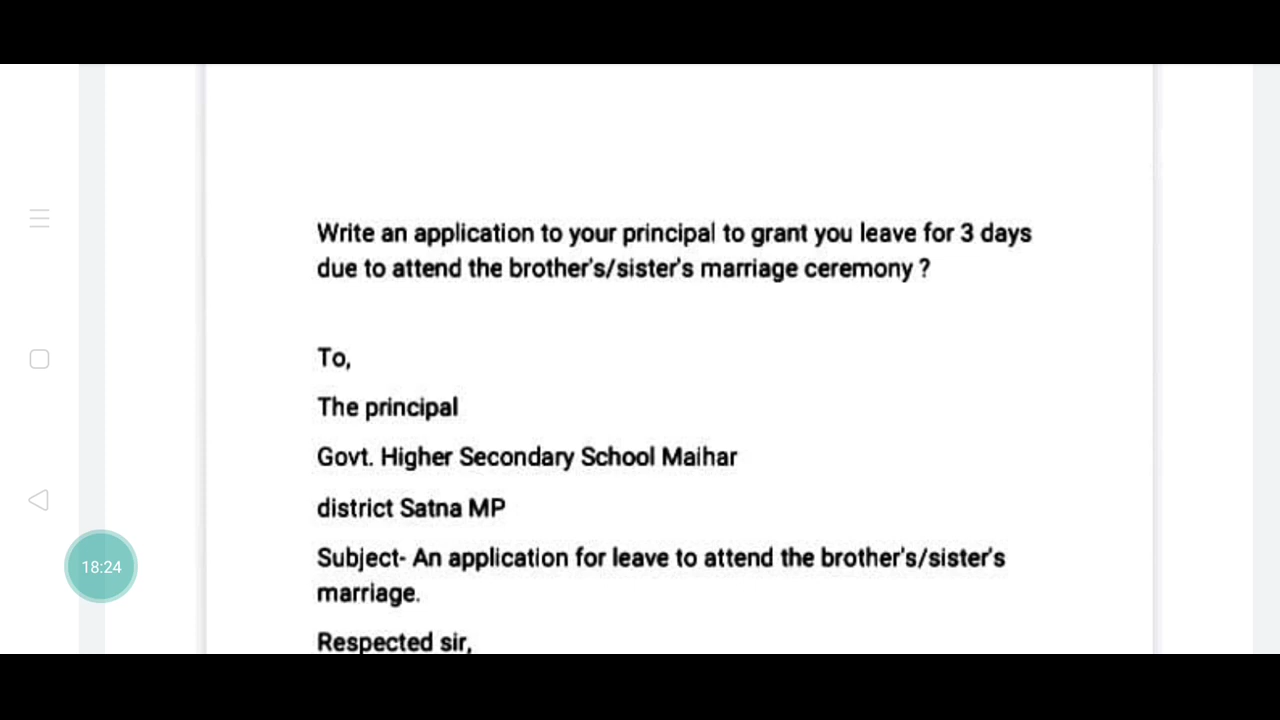 Write an application to your principal to grant you leave for 3 days
due to attend the brother's/sister's marriage ceremony ?
To,
The principal
Govt. Higher Secondary School Maihar
district Satna MP
Subject- An application for leave to attend the brother's/sister's
marriage.
18:24
Respected sir,